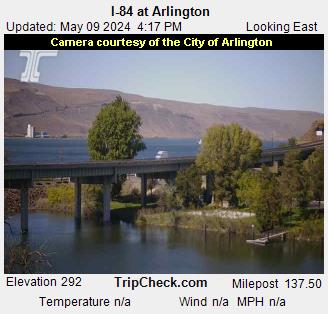 I-84 at Arlington
Updated: May 09 2024 4:17 PM Looking East
Camera courtesy of the City of Arlington
Elevation 292 TripCheck.com Milepost 137.50
Temperature n/a Wind n/a MPH n/a